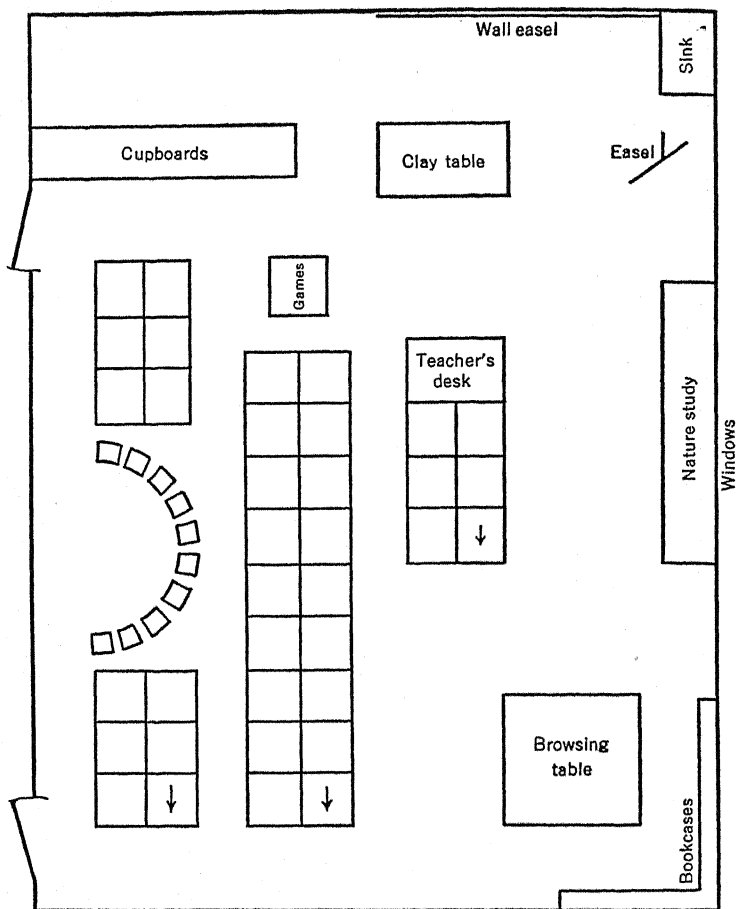 Wall easel
Sink
Cupboards
Clay table
Easel
Games
Teacher's
desk
Nature study
Windows
Browsing
table
Bookcases